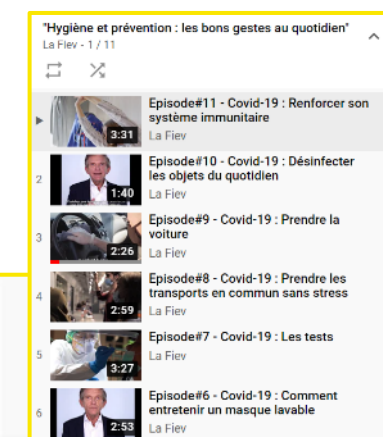 "Hygiène et prévention : les bons gestes au quotidien"
La Fiev - 1 / 11
Episode#11 - Covid-19 : Renforcer son
système immunitaire
3:31
La Fiev
2
Episode#10 - Covid-19 : Désinfecter
les objets du quotidien
1:40
La Fiev
3
Episode#9 - Covid-19 : Prendre la
voiture
2:26
La Fiev
4
Episode#8 - Covid-19 : Prendre les
transports en commun sans stress
2:59
La Fiev
5
Episode#7 - Covid-19 : Les tests
La Fiev
3:27
6
Episode#6 - Covid-19 : Comment
entretenir un masque lavable
2:53
La Fiev